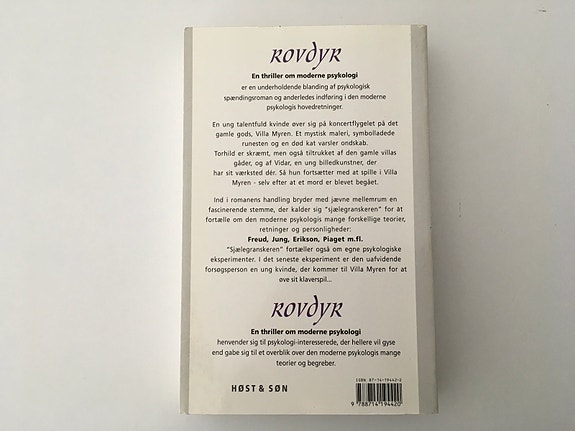 ROVDYR
En thriller om moderne psykologi
er en underholdende blanding af psykologisk
spændingsroman og anderledes indføring i den moderne
psykologis hovedretninger.
En ung talentfuld kvinde øver sig på koncertflygelet på det
gamle gods, Villa Myren. Et mystisk maleri, symbolladede
runesten og en død kat varsler ondskab.
Torhild er skræmt, men også tiltrukket af den gamle villas
gåder, og af Vidar, en ung billedkunstner, der
har sit værksted dér. Så hun fortsætter med at spille i Villa
Myren - selv efter at et mord er blevet begået.
Ind i romanens handling bryder med jævne mellemrum en
fascinerende stemme, der kalder sig "sjælegranskeren" for at
fortælle om den moderne psykologis mange forskellige teorier,
retninger og personligheder:
Freud, Jung, Erikson, Piaget m.fl.
"Sjælegranskeren" fortæller også om egne psykologiske
eksperimenter. I det seneste eksperiment er den uafvidende
forsøgsperson en ung kvinde, der kommer til Villa Myren for at
øve sit klaverspil...
ROVDYR
En thriller om moderne psykologi
henvender sig til psykologi-interesserede, der hellere vil gyse
end gabe sig til et overblik over den moderne psykologis mange
teorier og begreber.
HØST & SØN
ISBN 87-14-19442-2
9 788714 194420